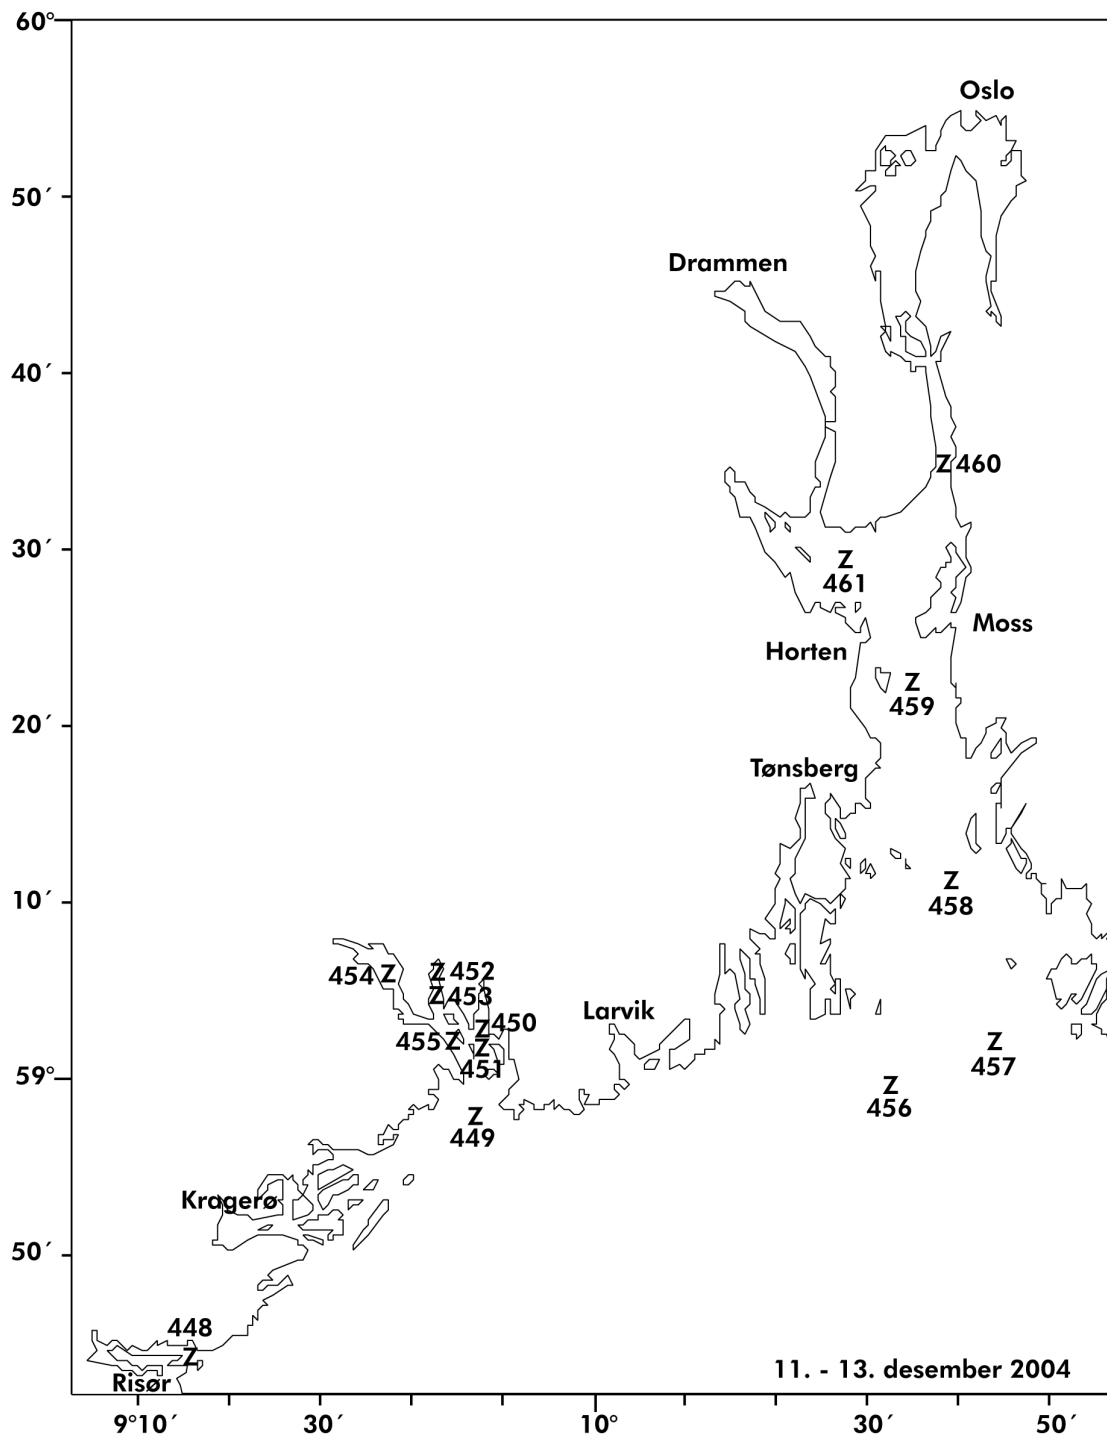 60°
Oslo
50´
Drammen
40´
Z 460
30´
Z
461
Moss
Horten
Z
459
20´
Tønsberg
Z
458
10´
454 Z
Z 452
Z 453
Z 450
455 Z
Z
451
Larvik
Z
457
59°
Z
456
Z
449
Kragerø
50´
448
Z
Risør
11. - 13. desember 2004
9°10´ 30´ 10° 30´ 50´